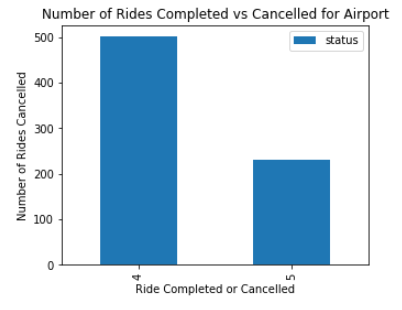 Number of Rides Completed vs Cancelled for Airport
status
Number of Rides Cancelled
500
400
300
200
100
0
4
5
Ride Completed or Cancelled